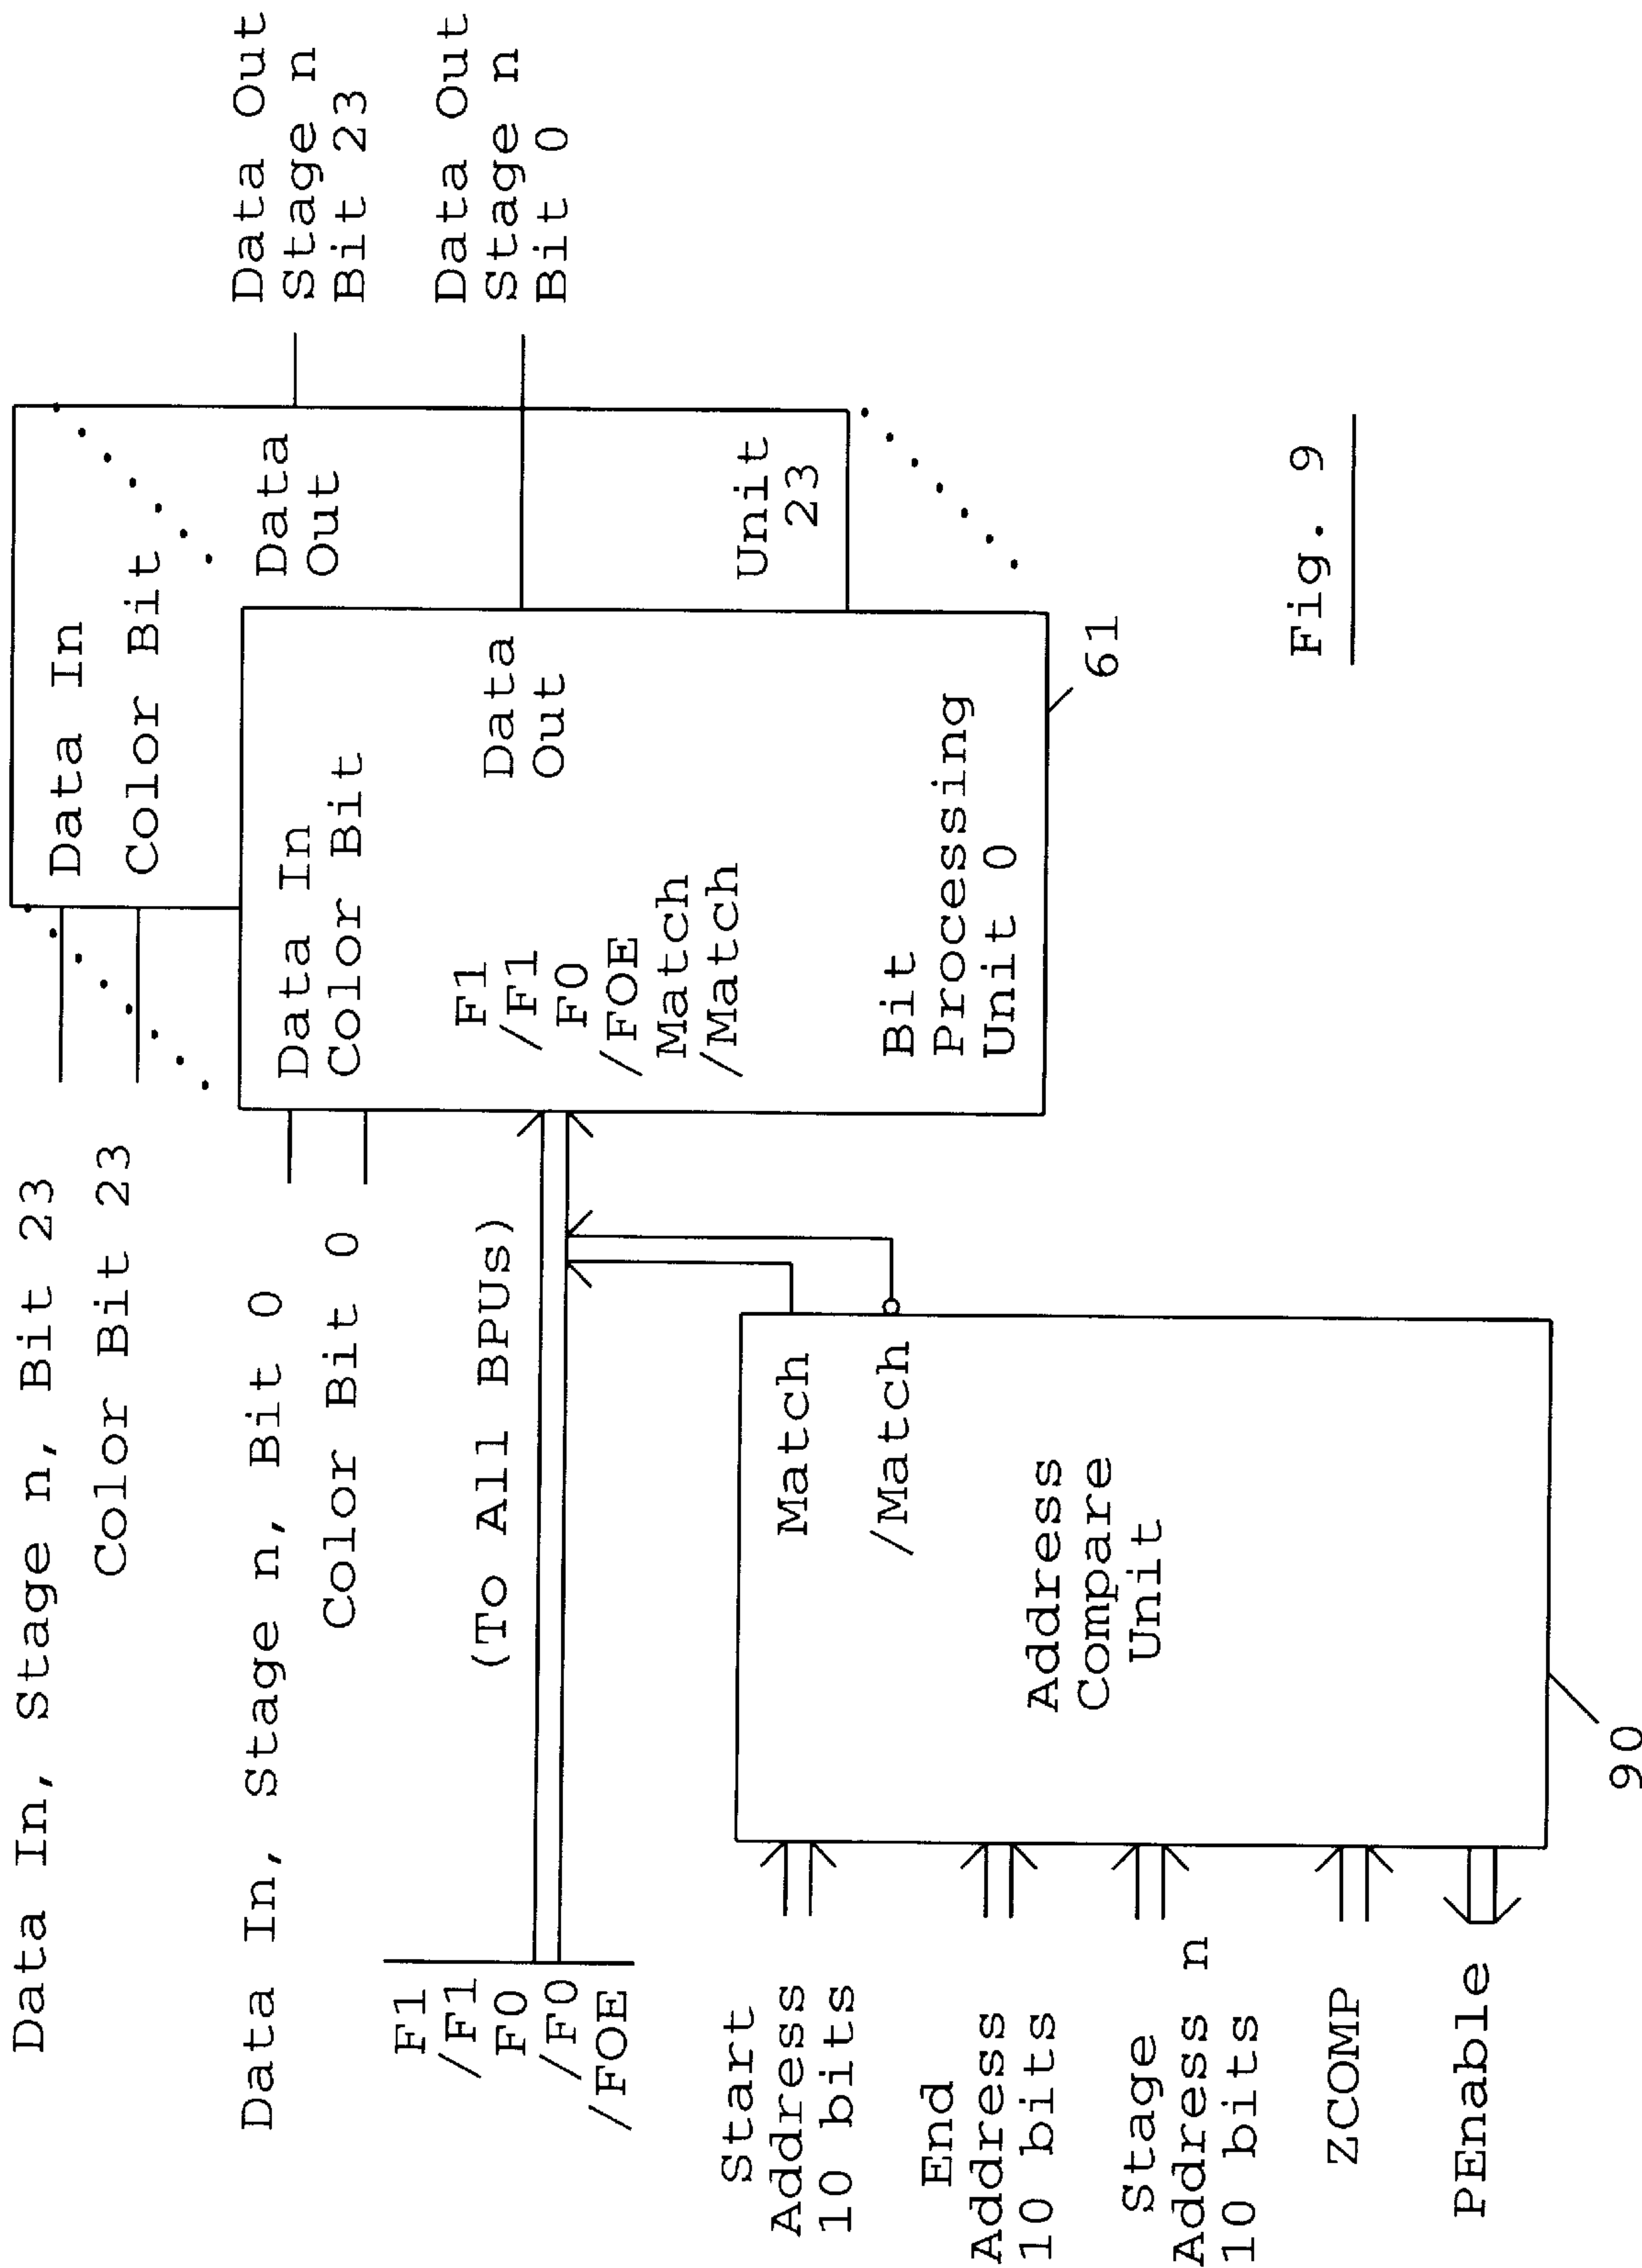 Data In, Stage n, Bit 23
Color Bit 23
Data In, Stage n, Bit 0
Color Bit 0
F1
/F1
F0
/F0
/FOE
(To All BPUs)
Data In
Color Bit
Data
Out
Unit
23
Data Out
Stage n
Bit 23
Data Out
Stage n
Bit 0
Data In
Color Bit
F1
/F1
F0
/FOE
Match
/Match
Data
Out
Bit
Processing
Unit 0
61
Start
Address
10 bits
End
Address
10 bits
Stage
Address n
10 bits
ZCOMP
PEnable
Match
/Match
Address
Compare
Unit
90
Fig. 9